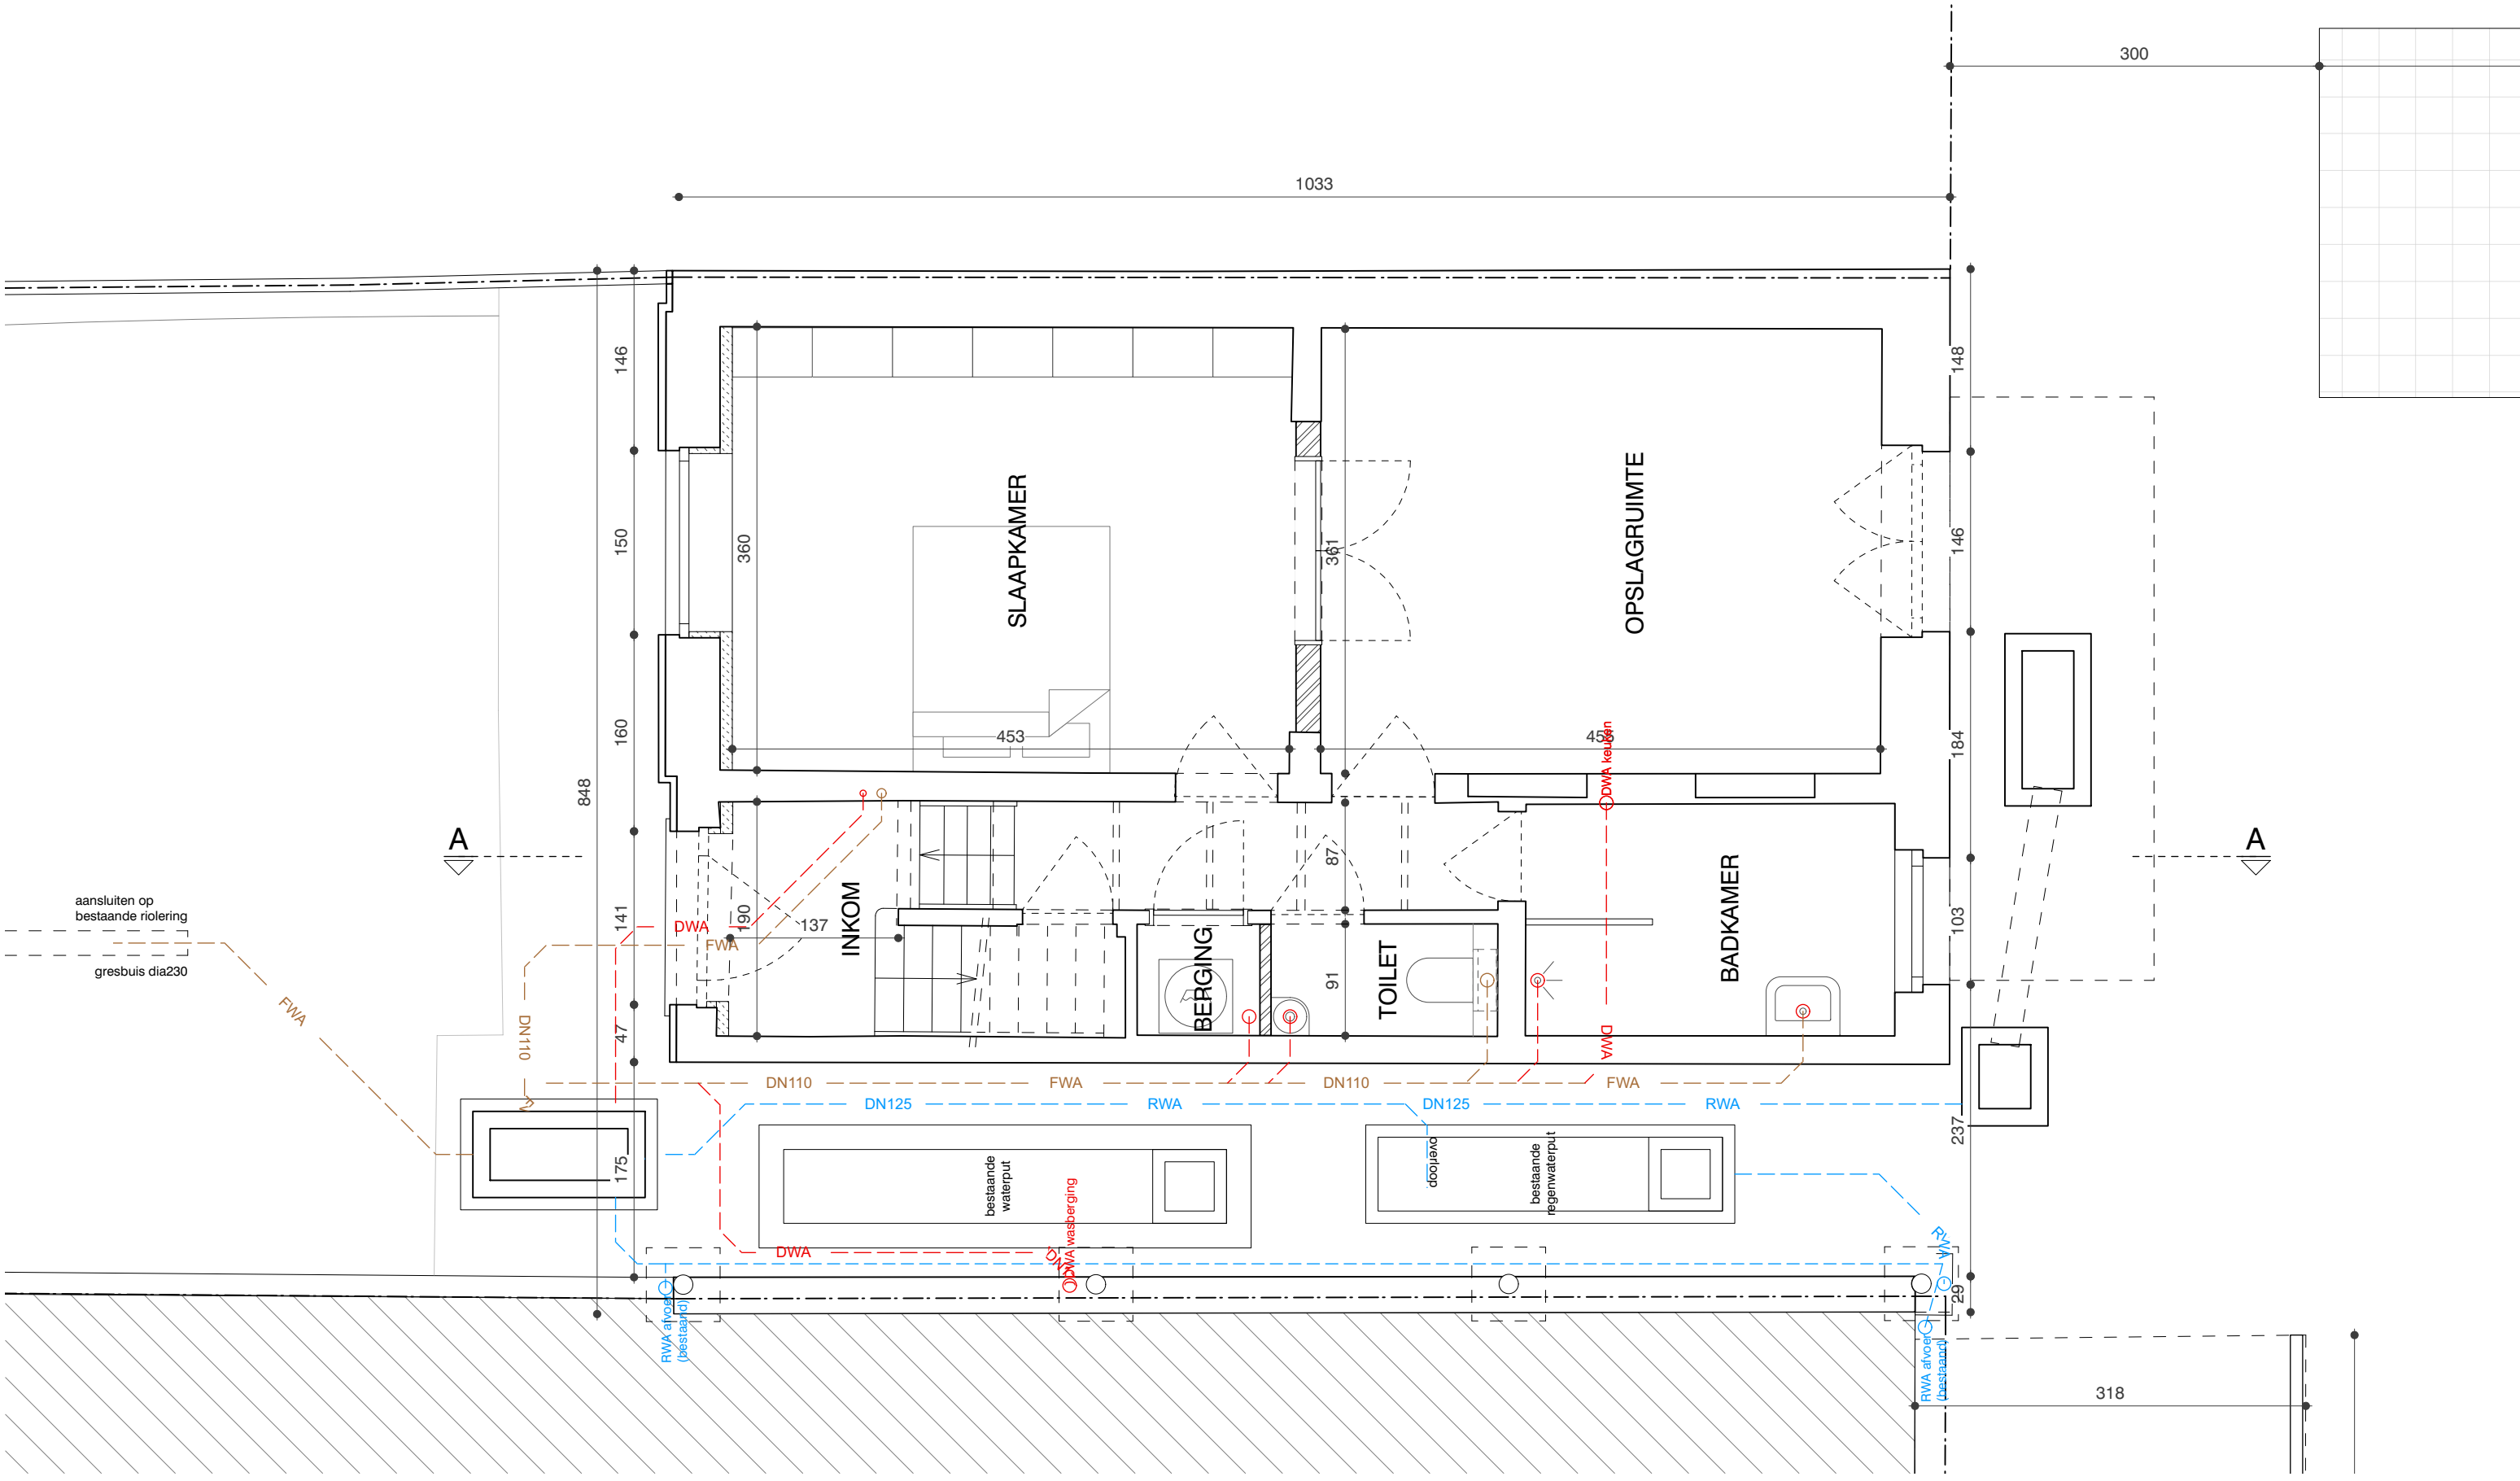 300
1033
146
148
150
146
160
184
848
360
361
SLAAPKAMER
OPSLAGRUIMTE
453
DWA keuken
A
A
141
190
137
INKOM
87
91
BERGING
TOILET
BADKAMER
103
47
DWA
FWA
DWA
aansluiten op
bestaande riolering
gresbuis dia230
FWA
DN110
DN110
FWA
DN110
FWA
DN125
RWA
DN125
RWA
237
175
bestaande
waterput
overloop
bestaande
regenwaterput
DWA
DWA wasberging
RWA
29
RWA afvoer
(bestaand)
RWA afvoer
(bestaand)
318